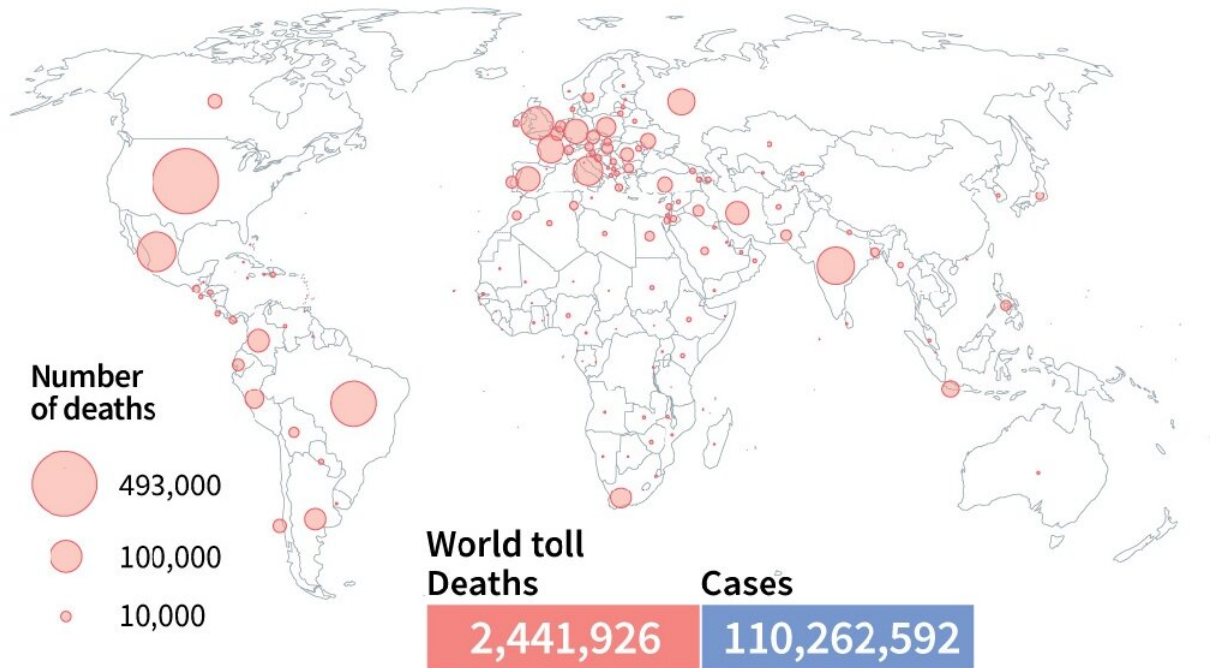 Number
of deaths
493,000
100,000
10,000
World toll
Deaths
Cases
2,441,926
110,262,592